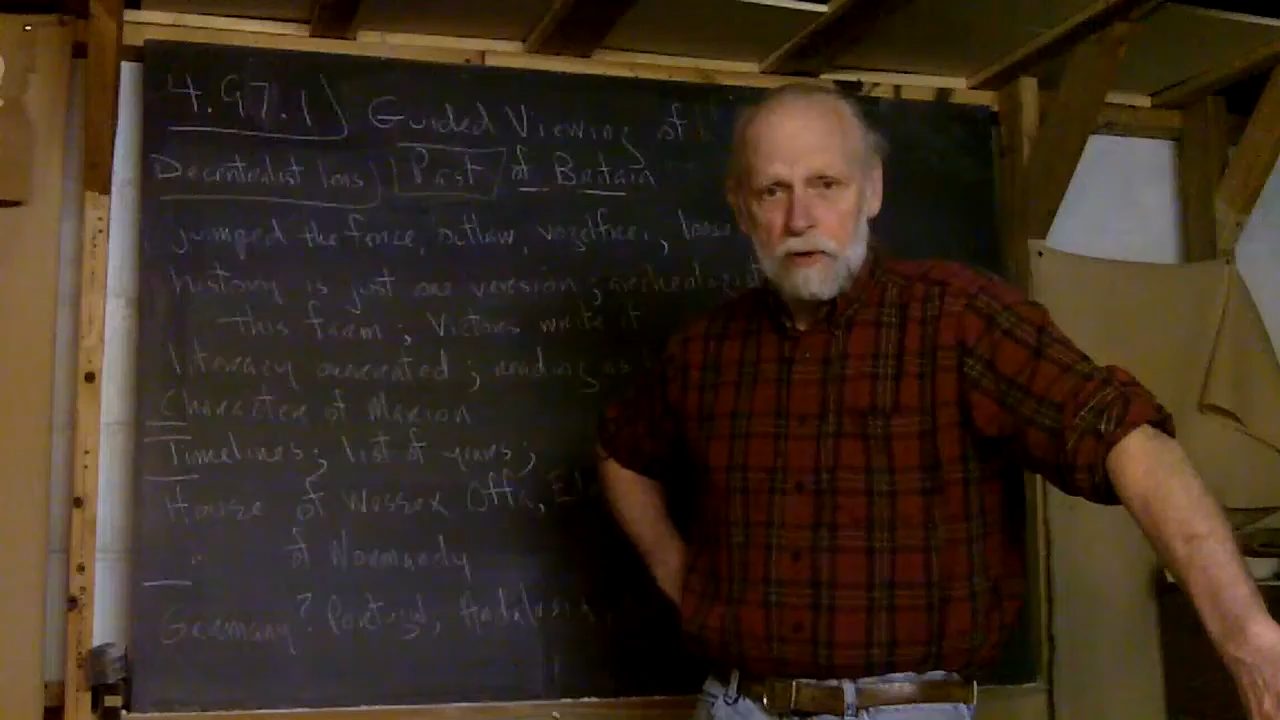 4.97.1) Guided Viewing of
Decentralist lens) Past of Britain
jumped the fence, outlaw, vogelfrei, loose
history is just one version; archeologist
this farm; Victors write it
literacy overrated; reading as
Character of Marion
Timelines; list of years;
House of Wessex Offa,
" of Normandy
Germany? Portugal, Andalusia,